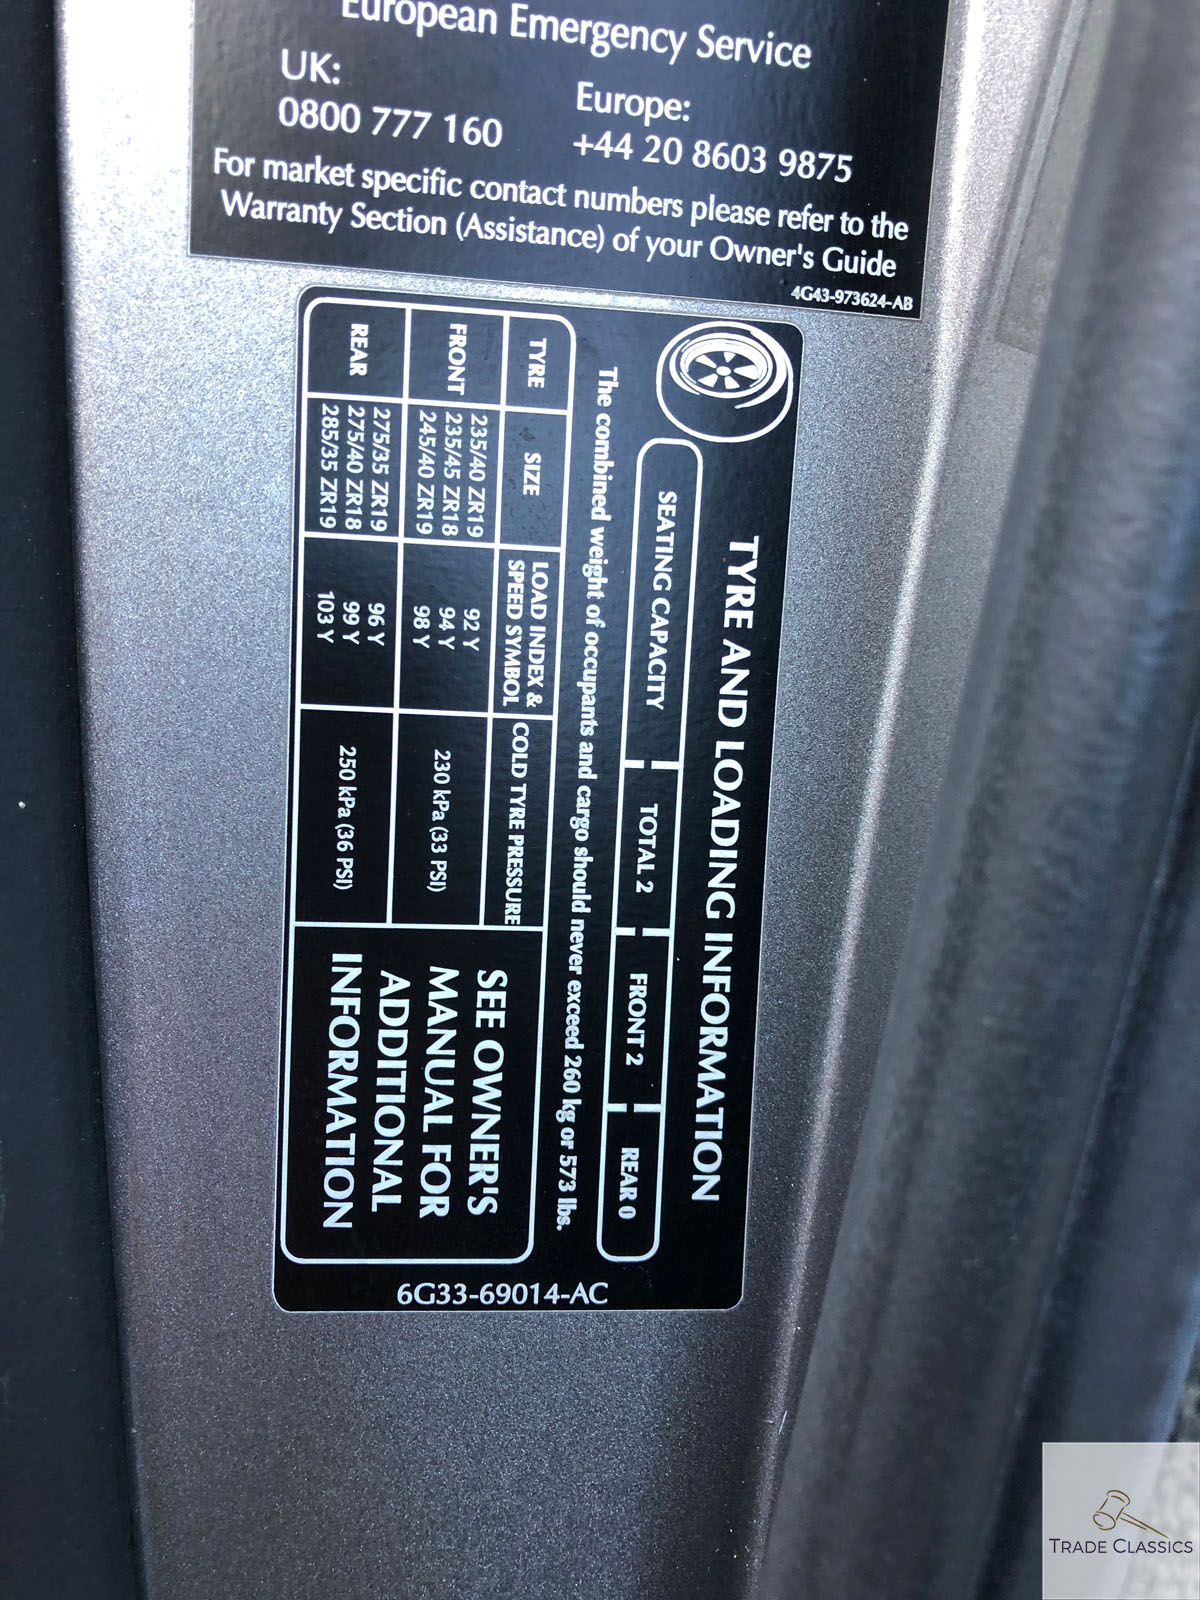 European Emergency Service
UK:
0800 777 160
Europe:
+44 20 8603 9875
For market specific contact numbers please refer to the
Warranty Section (Assistance) of your Owner's Guide
4G43-973624-AB
TYRE AND LOADING INFORMATION
SEATING CAPACITY TOTAL 2 FRONT 2 REAR 0
The combined weight of occupants and cargo should never exceed 260 kg or 573 lbs.
TYRE SIZE LOAD INDEX & SPEED SYMBOL COLD TYRE PRESSURE
FRONT
235/40 ZR19 92 Y
235/45 ZR18 94 Y
245/40 ZR19 98 Y
230 kPa (33 PSI)
REAR
275/35 ZR19 96 Y
275/40 ZR18 99 Y
285/35 ZR19 103 Y
250 kPa (36 PSI)
SEE OWNER'S
MANUAL FOR
ADDITIONAL
INFORMATION
6G33-69014-AC
TRADE CLASSICS